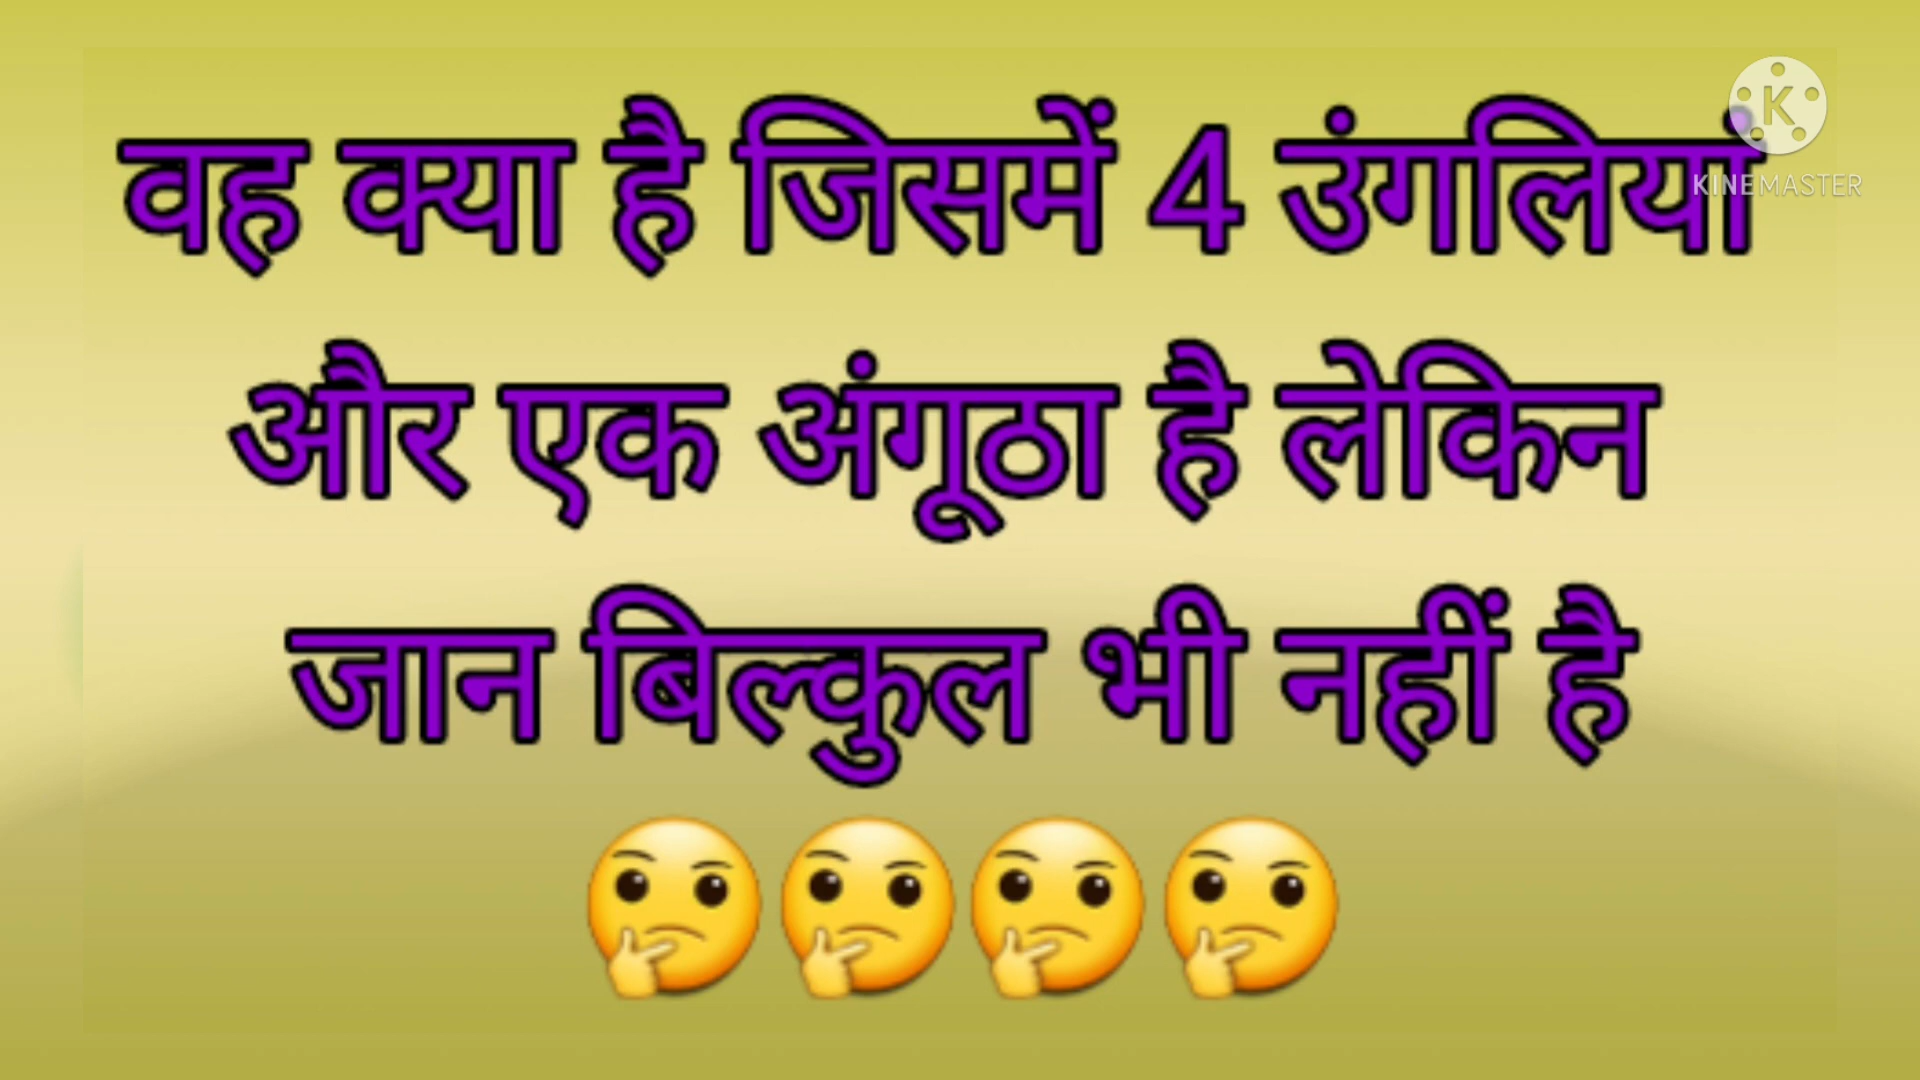 वह क्या है जिसमें 4 उंगलियां
और एक अंगूठा है लेकिन
जान बिल्कुल भी नहीं है
K
KINEMASTER